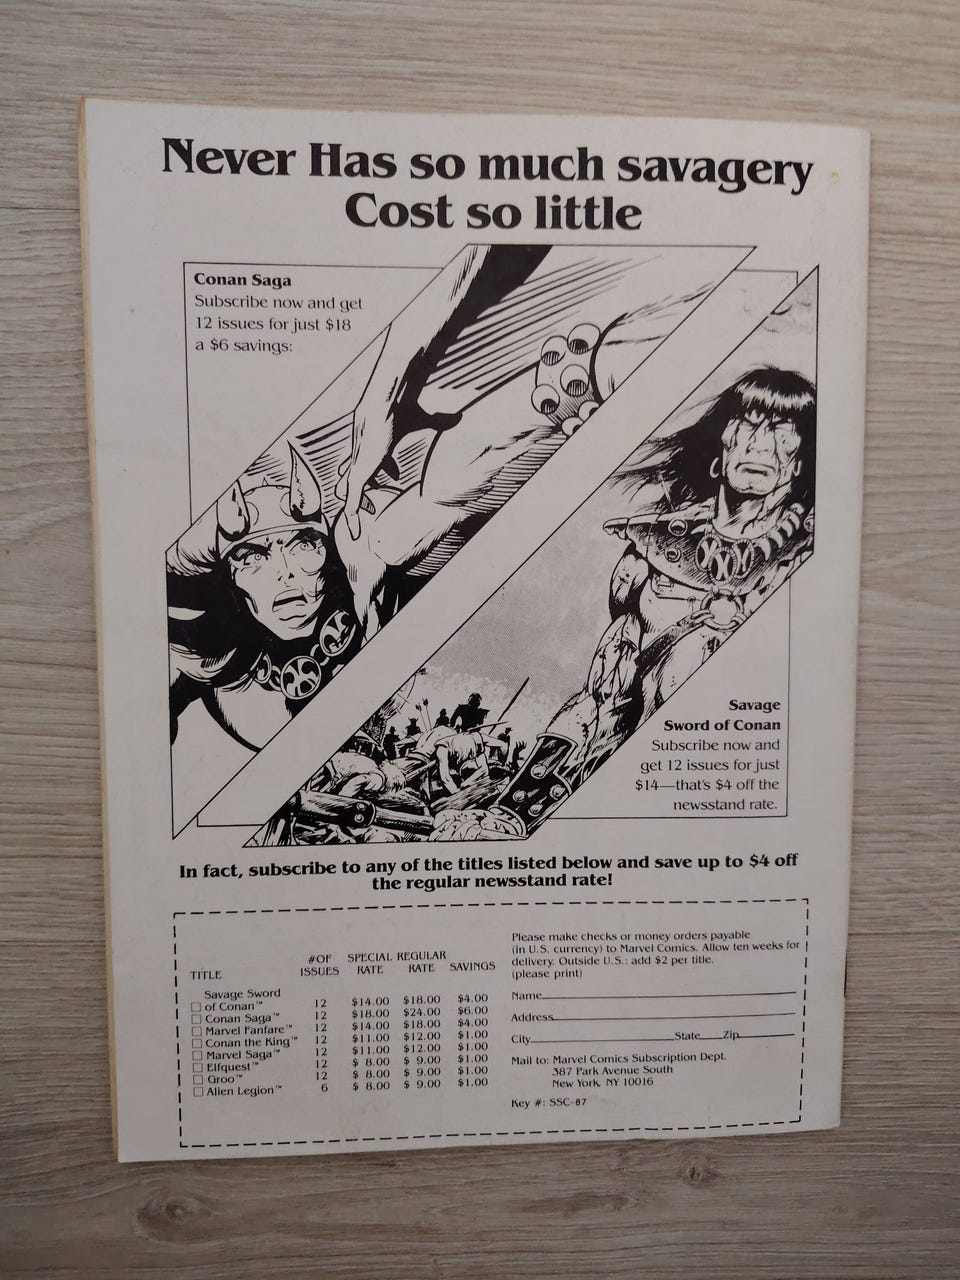 Never Has so much savagery
Cost so little
Conan Saga
Subscribe now and get
12 issues for just $18
a $6 savings:
Savage
Sword of Conan
Subscribe now and
get 12 issues for just
$14—that's $4 off the
newsstand rate.
In fact, subscribe to any of the titles listed below and save up to $4 off
the regular newsstand rate!
TITLE #OF ISSUES SPECIAL RATE REGULAR RATE SAVINGS
Savage Sword
of Conan™ 12 $14.00 $18.00 $4.00
Conan Saga™ 12 $18.00 $24.00 $6.00
Marvel Fanfare™ 12 $14.00 $18.00 $4.00
Conan the King™ 12 $11.00 $12.00 $1.00
Marvel Saga™ 12 $11.00 $12.00 $1.00
Elfquest™ 12 $ 8.00 $ 9.00 $1.00
Groo™ 12 $ 8.00 $ 9.00 $1.00
Alien Legion™ 6 $ 8.00 $ 9.00 $1.00
Please make checks or money orders payable
(in U.S. currency) to Marvel Comics. Allow ten weeks for
delivery. Outside U.S.: add $2 per title.
(please print)
Name
Address
City State Zip
Mail to: Marvel Comics Subscription Dept.
387 Park Avenue South
New York, NY 10016
Key #: SSC-87